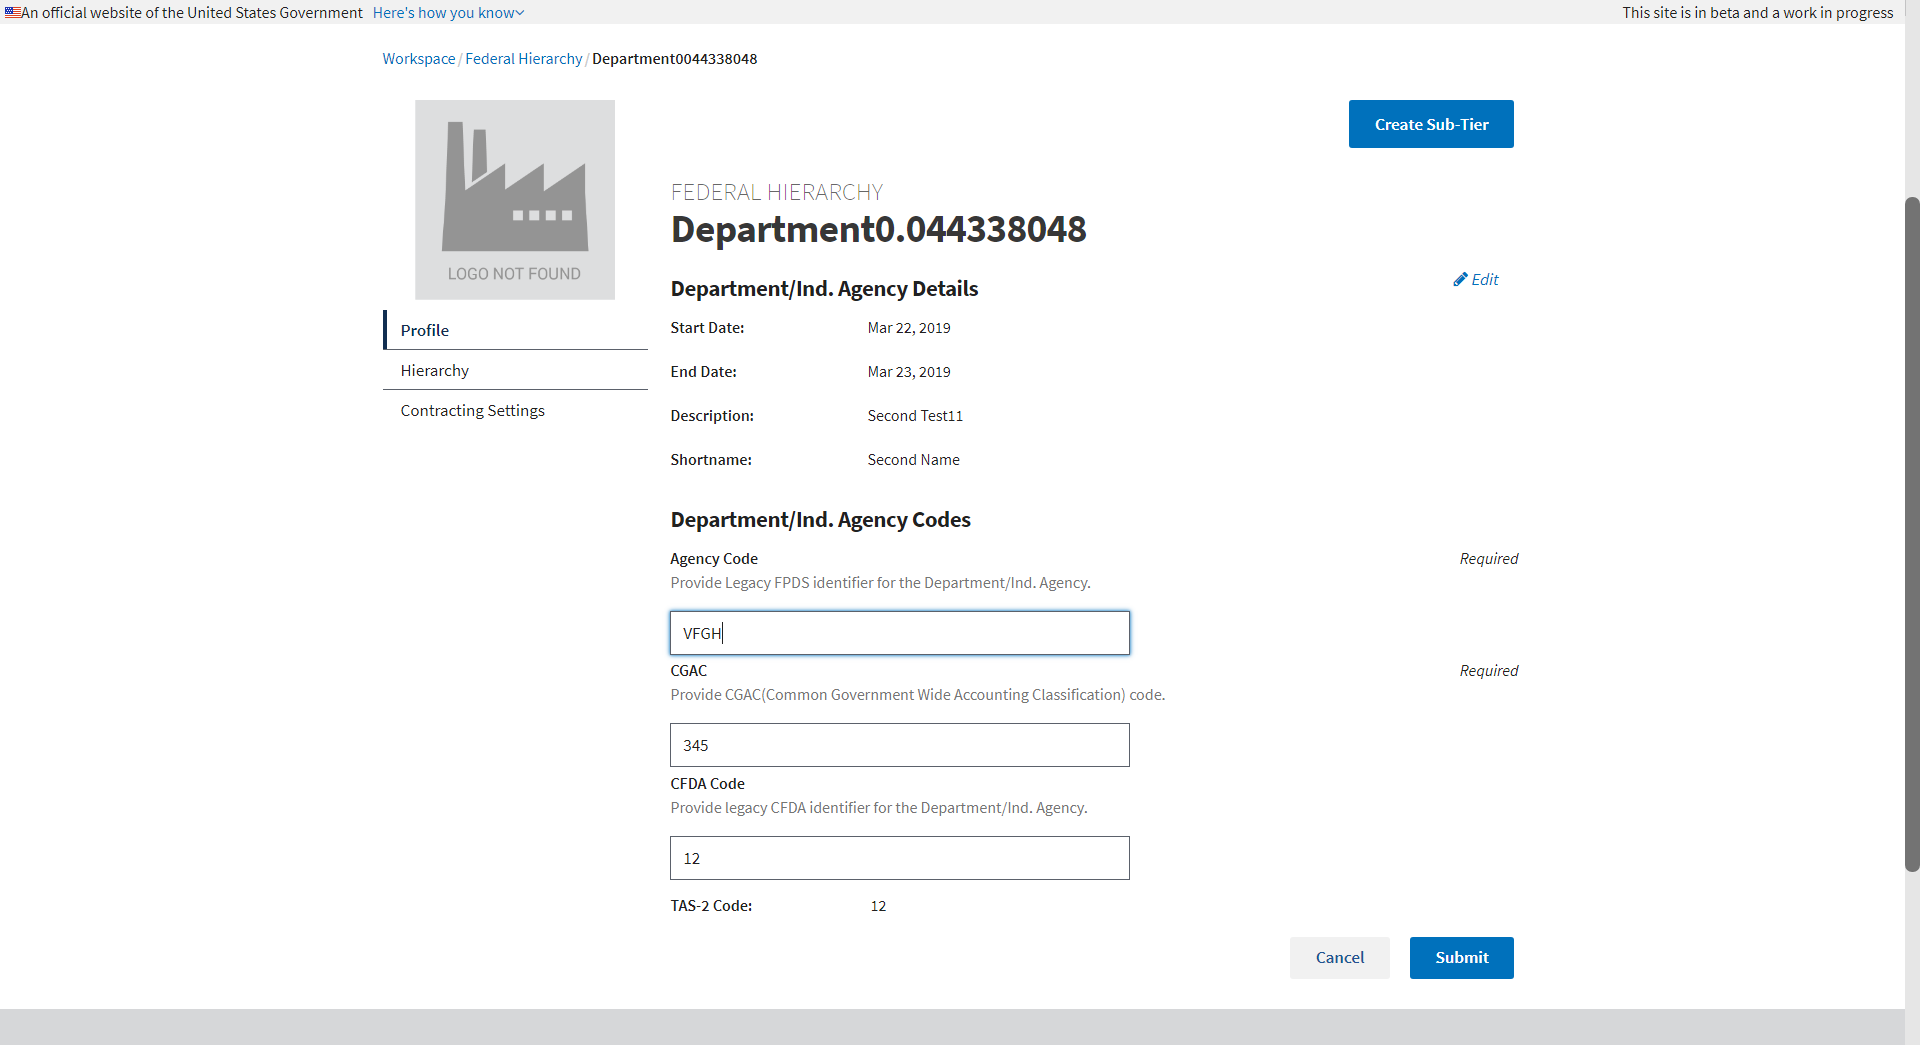 An official website of the United States Government Here's how you know
This site is in beta and a work in progress
Workspace / Federal Hierarchy / Department0044338048
LOGO NOT FOUND
Create Sub-Tier
FEDERAL HIERARCHY
Department0.044338048
Profile
Hierarchy
Contracting Settings
Department/Ind. Agency Details
Edit
Start Date: Mar 22, 2019
End Date: Mar 23, 2019
Description: Second Test11
Shortname: Second Name
Department/Ind. Agency Codes
Agency Code Required
Provide Legacy FPDS identifier for the Department/Ind. Agency.
VFGH
CGAC Required
Provide CGAC(Common Government Wide Accounting Classification) code.
345
CFDA Code
Provide legacy CFDA identifier for the Department/Ind. Agency.
12
TAS-2 Code: 12
Cancel Submit